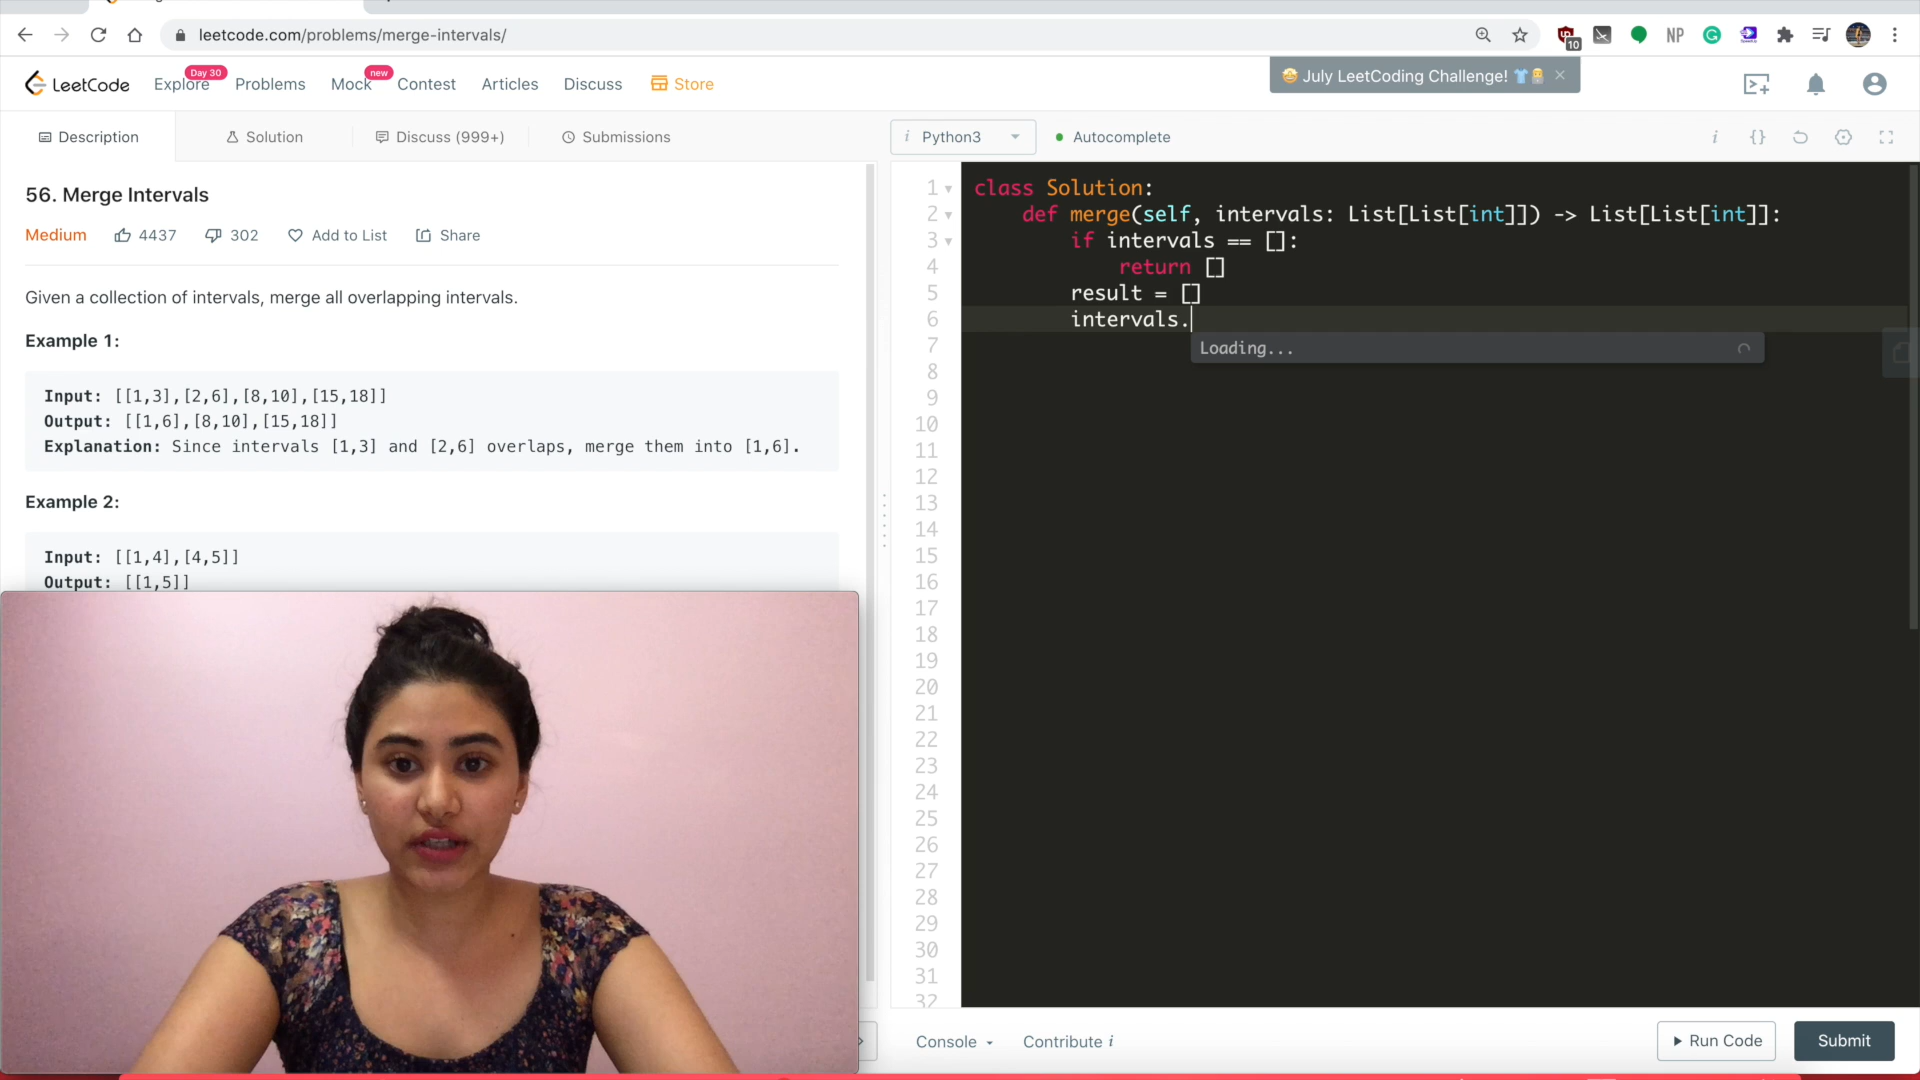 leetcode.com/problems/merge-intervals/
10
NP
LeetCode
Explore
Day 30
Problems
Mock
new
Contest
Articles
Discuss
Store
July LeetCoding Challenge!
Description
Solution
Discuss (999+)
Submissions
i Python3
Autocomplete
i {}
56. Merge Intervals
Medium
4437
302
Add to List
Share
Given a collection of intervals, merge all overlapping intervals.
Example 1:
Input: [[1,3],[2,6],[8,10],[15,18]]
Output: [[1,6],[8,10],[15,18]]
Explanation: Since intervals [1,3] and [2,6] overlaps, merge them into [1,6].
Example 2:
Input: [[1,4],[4,5]]
Output: [[1,5]]
1 class Solution:
2 def merge(self, intervals: List[List[int]]) -> List[List[int]]:
3 if intervals == []:
4 return []
5 result = []
6 intervals.
Loading...
7
8
9
10
11
12
13
14
15
16
17
18
19
20
21
22
23
24
25
26
27
28
29
30
31
32
Console
Contribute i
Run Code
Submit